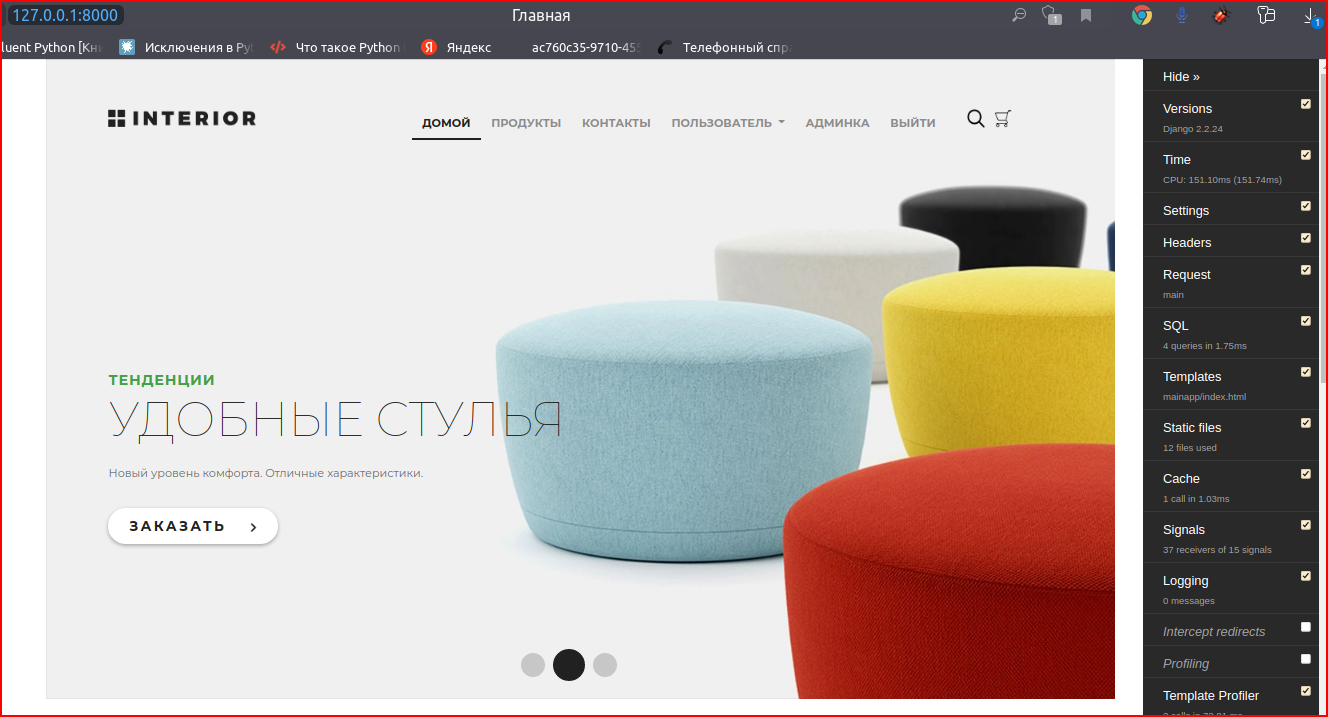 127.0.0.1:8000
Главная
1
1
luent Python [Кни
Исключения в Pyt
Что такое Python
Яндекс
ac760c35-9710-455
Телефонный спра
INTERIOR
ДОМОЙ ПРОДУКТЫ КОНТАКТЫ ПОЛЬЗОВАТЕЛЬ АДМИНКА ВЫЙТИ
ТЕНДЕНЦИИ
УДОБНЫЕ СТУЛЬЯ
Новый уровень комфорта. Отличные характеристики.
ЗАКАЗАТЬ
Hide »
Versions
Django 2.2.24
Time
CPU: 151.10ms (151.74ms)
Settings
Headers
Request
main
SQL
4 queries in 1.75ms
Templates
mainapp/index.html
Static files
12 files used
Cache
1 call in 1.03ms
Signals
37 receivers of 15 signals
Logging
0 messages
Intercept redirects
Profiling
Template Profiler